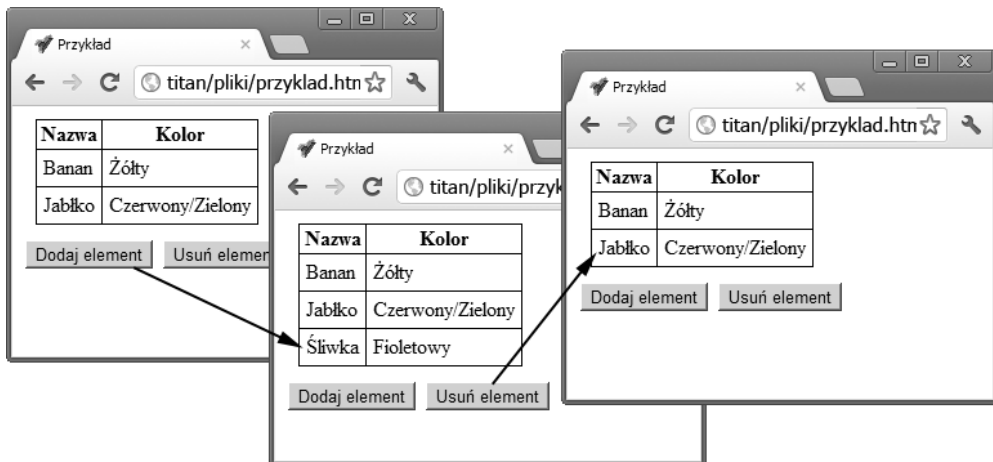 Przykład
titan/pliki/przyklad.htn
Nazwa Kolor
Banan Żółty
Jabłko Czerwony/Zielony
Dodaj element Usuń elemen
Przykład
titan/pliki/przyk
Nazwa Kolor
Banan Żółty
Jabłko Czerwony/Zielony
Śliwka Fioletowy
Dodaj element Usuń element
Przykład
titan/pliki/przyklad.htn
Nazwa Kolor
Banan Żółty
Jabłko Czerwony/Zielony
Dodaj element Usuń element